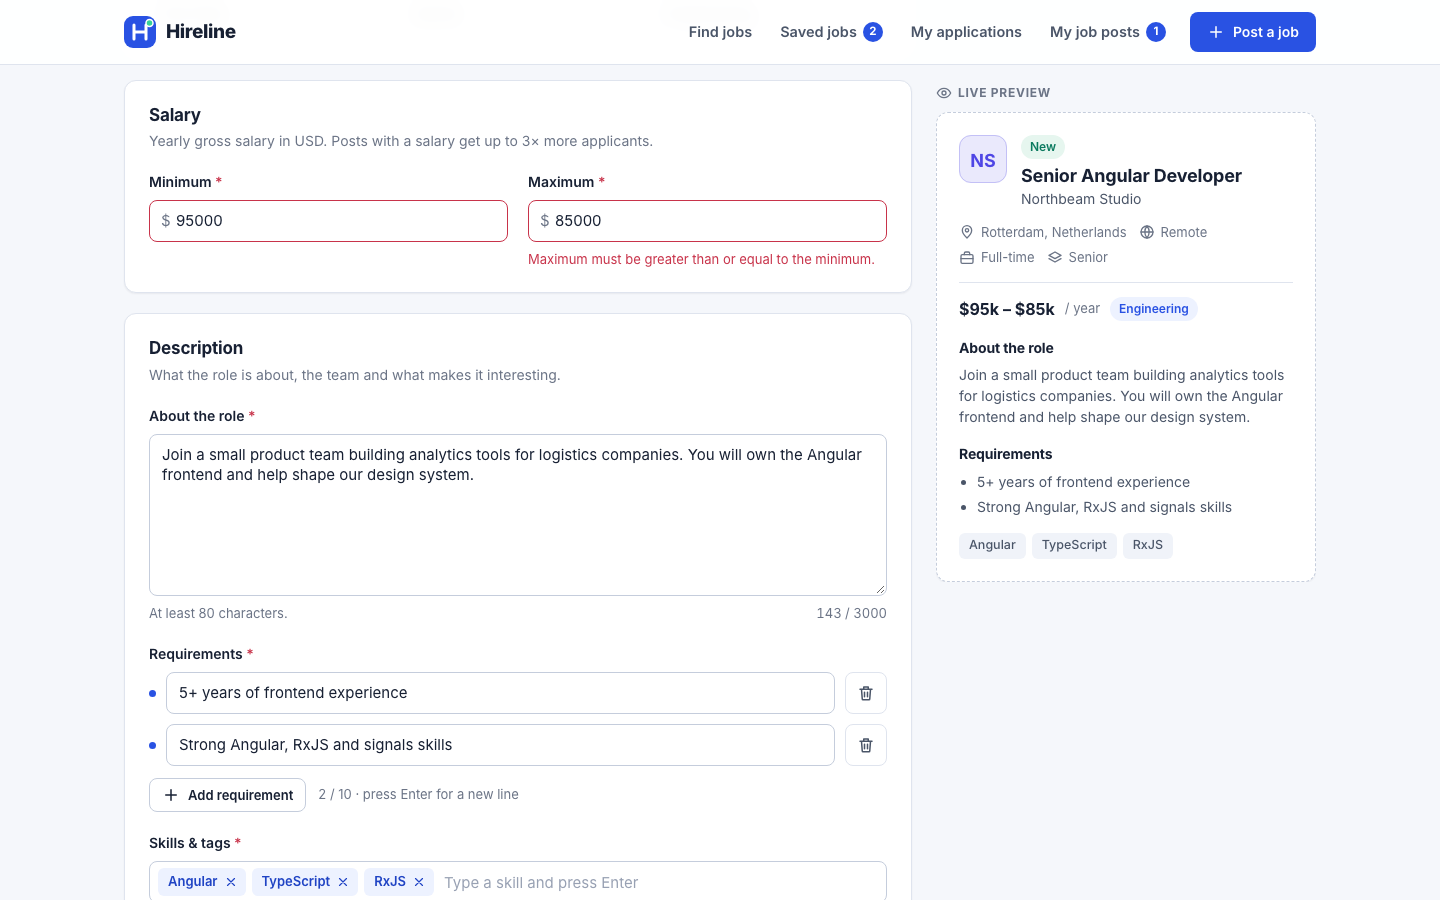 Hireline
Find jobs
Saved jobs 2
My applications
My job posts 1
Post a job
Salary
Yearly gross salary in USD. Posts with a salary get up to 3× more applicants.
Minimum *
Maximum *
$ 95000
$ 85000
Maximum must be greater than or equal to the minimum.
Description
What the role is about, the team and what makes it interesting.
About the role *
Join a small product team building analytics tools for logistics companies. You will own the Angular
frontend and help shape our design system.
At least 80 characters.
143 / 3000
Requirements *
5+ years of frontend experience
Strong Angular, RxJS and signals skills
Add requirement
2 / 10 · press Enter for a new line
Skills & tags *
Angular
TypeScript
RxJS
Type a skill and press Enter
LIVE PREVIEW
NS
New
Senior Angular Developer
Northbeam Studio
Rotterdam, Netherlands
Remote
Full-time
Senior
$95k – $85k / year
Engineering
About the role
Join a small product team building analytics tools
for logistics companies. You will own the Angular
frontend and help shape our design system.
Requirements
5+ years of frontend experience
Strong Angular, RxJS and signals skills
Angular
TypeScript
RxJS